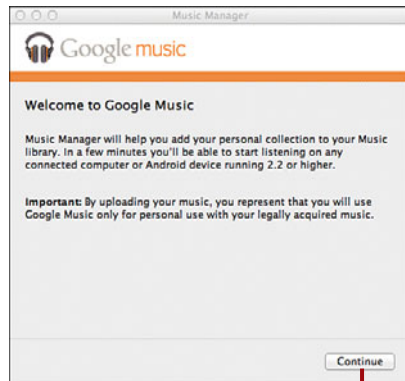 Music Manager
Google music
Welcome to Google Music
Music Manager will help you add your personal collection to your Music
library. In a few minutes you'll be able to start listening on any
connected computer or Android device running 2.2 or higher.
Important: By uploading your music, you represent that you will use
Google Music only for personal use with your legally acquired music.
Continue